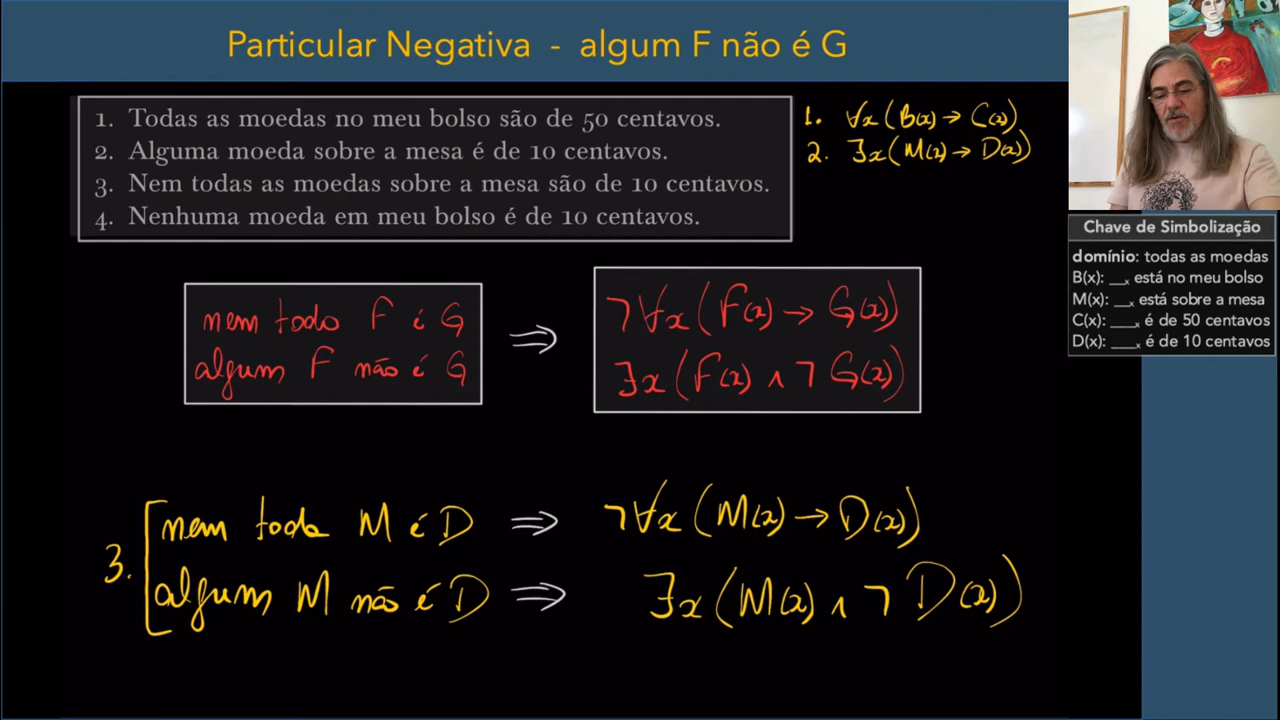 Particular Negativa - algum F não é G
1. Todas as moedas no meu bolso são de 50 centavos.
2. Alguma moeda sobre a mesa é de 10 centavos.
3. Nem todas as moedas sobre a mesa são de 10 centavos.
4. Nenhuma moeda em meu bolso é de 10 centavos.
1. ∀x(B(x) → C(x))
2. ∃x(M(x) → D(x))
Chave de Simbolização
domínio: todas as moedas
B(x): __ₓ está no meu bolso
M(x): __ₓ está sobre a mesa
C(x): ___ₓ é de 50 centavos
D(x): ___ₓ é de 10 centavos
nem todo F é G ⇒ ¬∀x(F(x) → G(x))
algum F não é G ∃x(F(x) ∧ ¬G(x))
3. nem toda M é D ⇒ ¬∀x(M(x) → D(x))
algum M não é D ⇒ ∃x(M(x) ∧ ¬D(x))